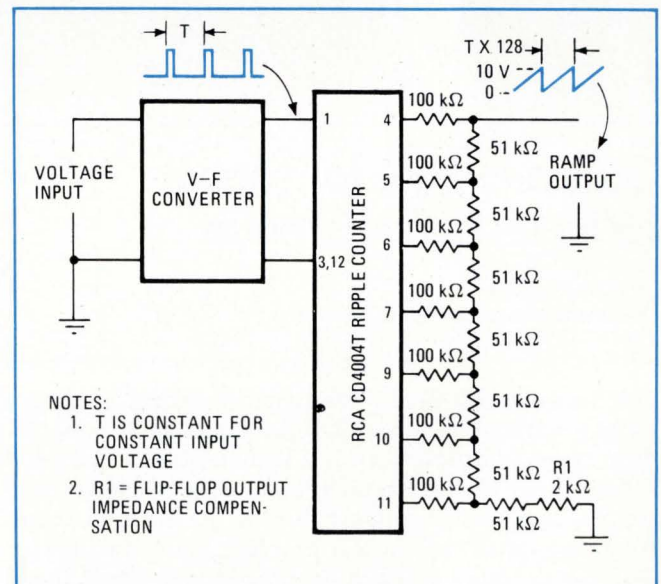 T
T X 128
10 V
0
100 kΩ
1
4
51 kΩ
RAMP
OUTPUT
VOLTAGE
INPUT
V–F
CONVERTER
100 kΩ
5
51 kΩ
100 kΩ
3,12
6
RCA CD4004T RIPPLE COUNTER
51 kΩ
100 kΩ
7
51 kΩ
100 kΩ
9
51 kΩ
100 kΩ
10
51 kΩ
R1
2 kΩ
100 kΩ
11
51 kΩ
NOTES:
1. T IS CONSTANT FOR
CONSTANT INPUT
VOLTAGE
2. R1 = FLIP-FLOP OUTPUT
IMPEDANCE COMPEN-
SATION